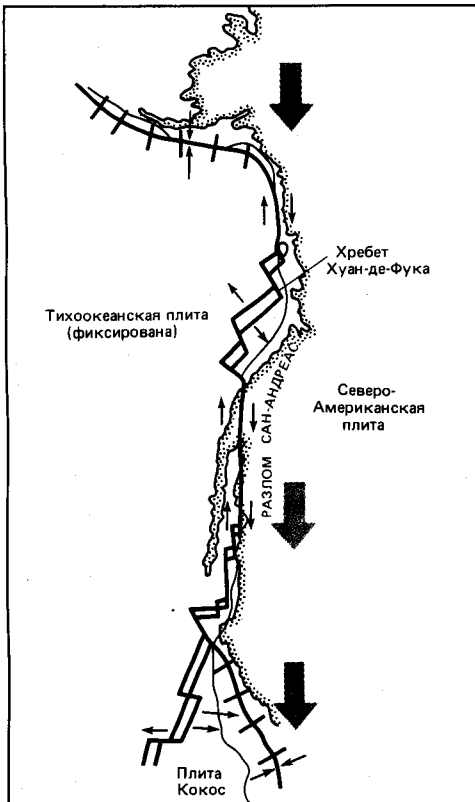 Хребет
Хуан-де-Фука
Тихоокеанская плита
(фиксирована)
Северо-
Американская
плита
РАЗЛОМ САН-АНДРЕАС
Плита
Кокос